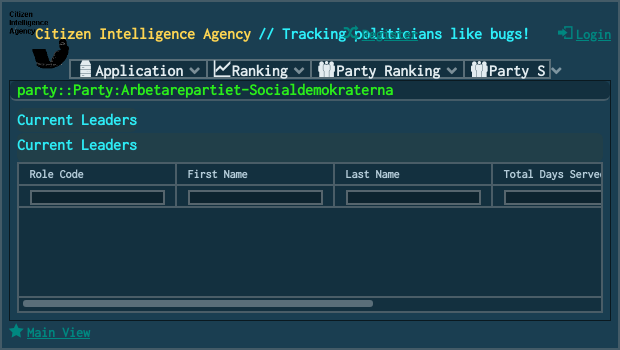 Citizen
Intelligence
Agency
Citizen Intelligence Agency // Tracking politicians like bugs!
Register
Login
Application
Ranking
Party Ranking
Party S
party::Party:Arbetarepartiet-Socialdemokraterna
Current Leaders
Current Leaders
Role Code
First Name
Last Name
Total Days Served
Main View